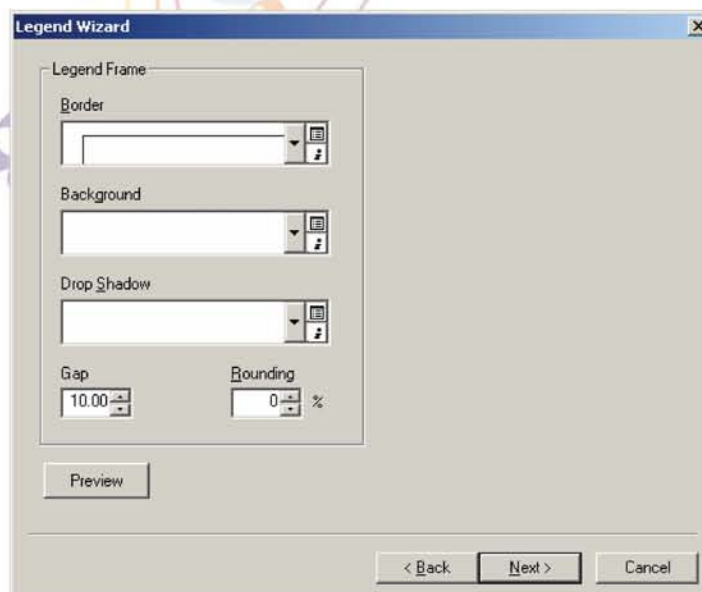 Legend Wizard
Legend Frame
Border
Background
Drop Shadow
Gap
Rounding
10.00
0 %
Preview
< Back
Next >
Cancel